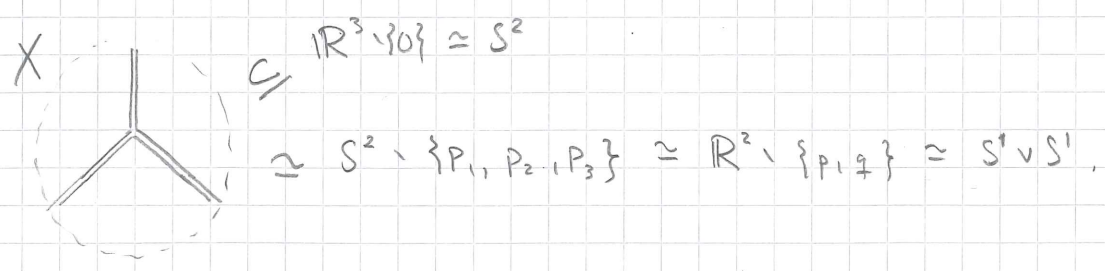 X ⊂ ℝ³∖{0} ≃ S²
≃ S² ∖ {P₁, P₂, P₃} ≃ ℝ² ∖ {p, q} ≃ S¹ ∨ S¹.